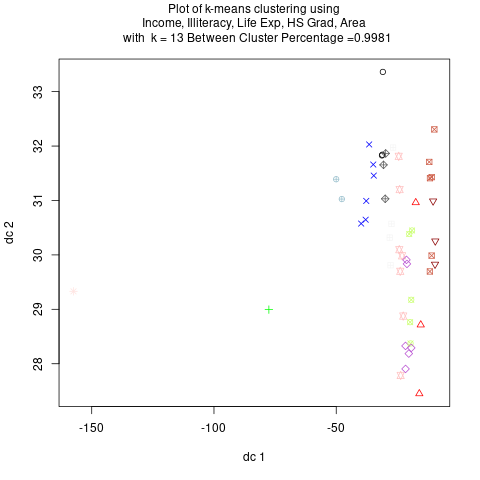 Plot of k-means clustering using
Income, Illiteracy, Life Exp, HS Grad, Area
with k = 13 Between Cluster Percentage =0.9981
33
32
31
30
29
28
dc 2
-150
-100
-50
dc 1